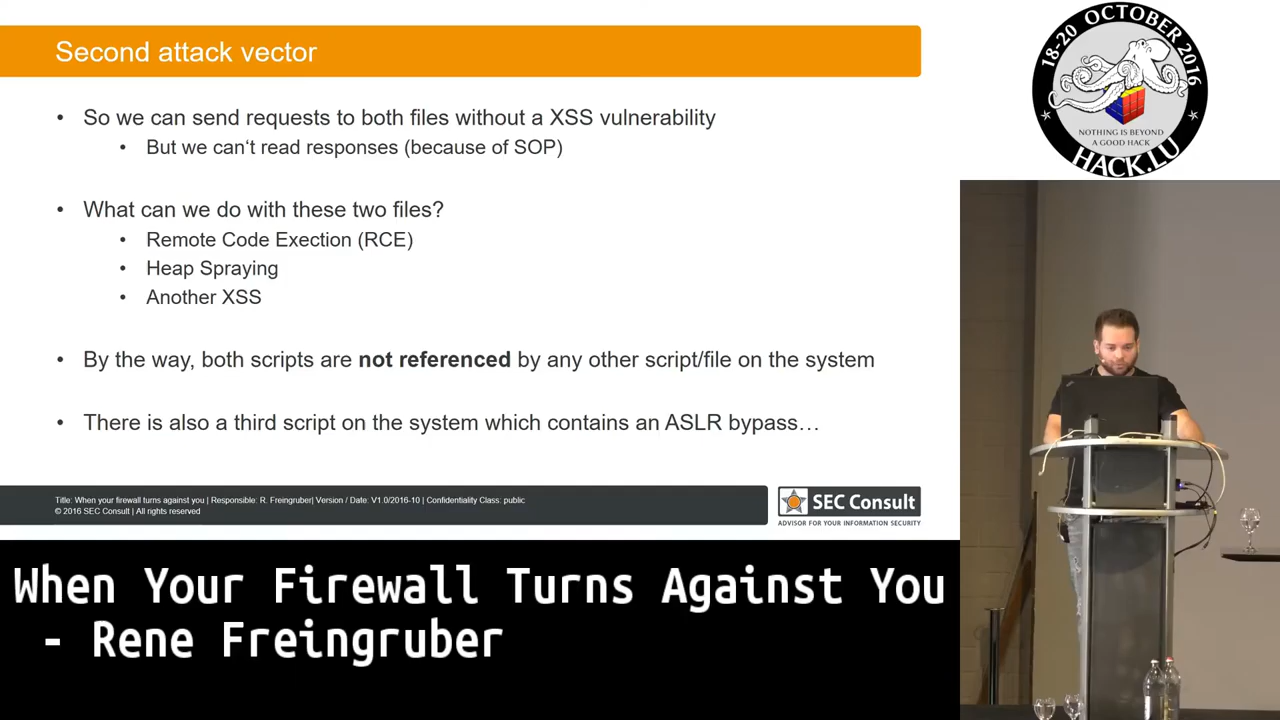 Second attack vector
18-20 OCTOBER 2016
NOTHING IS BEYOND
A GOOD HACK
HACK.LU
• So we can send requests to both files without a XSS vulnerability
• But we can‘t read responses (because of SOP)
• What can we do with these two files?
• Remote Code Exection (RCE)
• Heap Spraying
• Another XSS
• By the way, both scripts are not referenced by any other script/file on the system
• There is also a third script on the system which contains an ASLR bypass…
Title: When your firewall turns against you | Responsible: R. Freingruber| Version / Date: V1.0/2016-10 | Confidentiality Class: public
© 2016 SEC Consult | All rights reserved
SEC Consult
ADVISOR FOR YOUR INFORMATION SECURITY
When Your Firewall Turns Against You
- Rene Freingruber